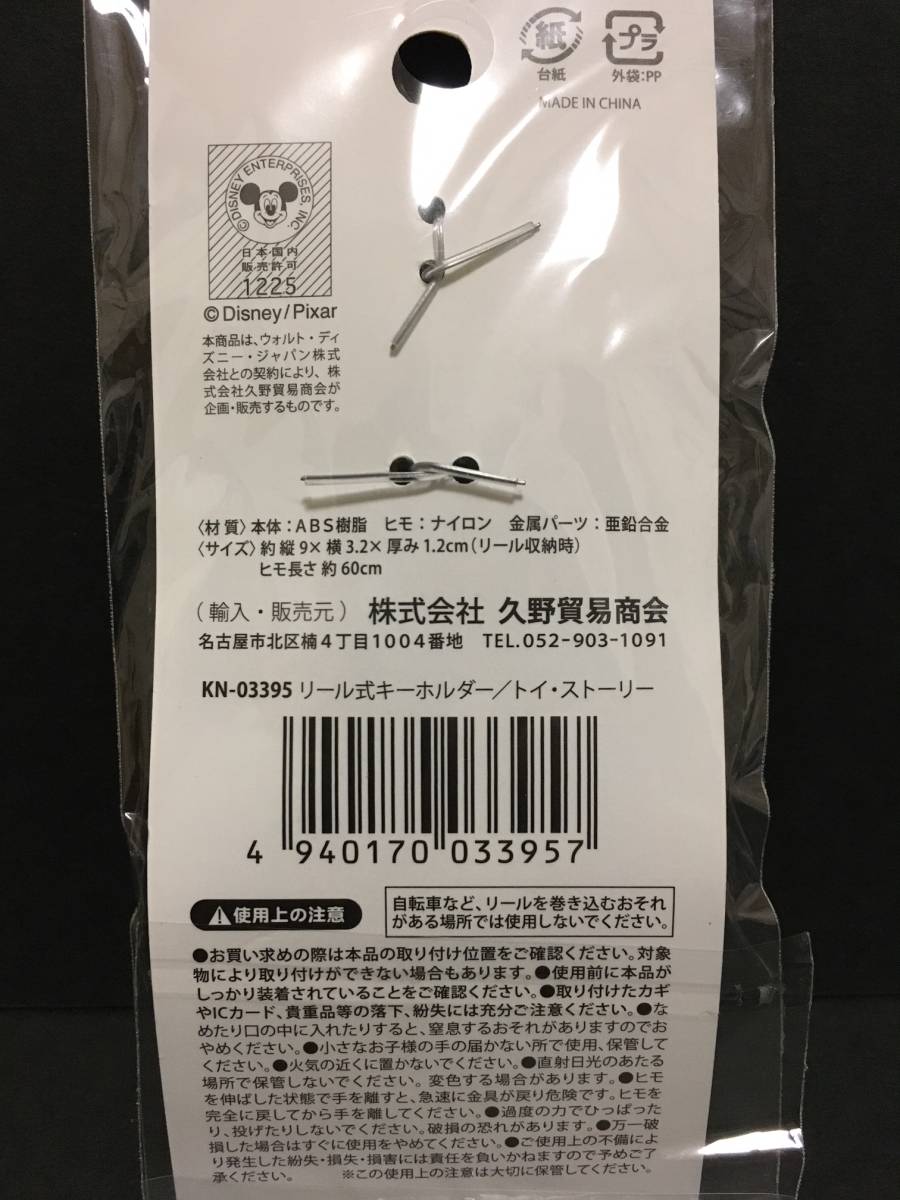 紙
プラ
台紙
外袋:PP
MADE IN CHINA
©DISNEY ENTERPRISES, INC.
日本国内
販売許可
1225
©Disney/Pixar
本商品は、ウォルト・ディ
ズニー・ジャパン株式
会社との契約により、株
式会社久野貿易商会が
企画・販売するものです。
〈材質〉本体:ABS樹脂 ヒモ:ナイロン 金属パーツ:亜鉛合金
〈サイズ〉約 縦9×横3.2×厚み1.2cm(リール収納時)
ヒモ長さ 約60cm
(輸入・販売元) 株式会社 久野貿易商会
名古屋市北区楠4丁目1004番地 TEL.052-903-1091
KN-03395 リール式キーホルダー/トイ・ストーリー
4 940170 033957
使用上の注意
自転車など、リールを巻き込むおそれ
がある場所では使用しないでください。
●お買い求めの際は本品の取り付け位置をご確認ください。対象
物により取り付けができない場合もあります。●使用前に本品が
しっかり装着されていることをご確認ください。●取り付けたカギ
やICカード、貴重品等の落下、紛失には充分ご注意ください。●な
めたり口の中に入れたりすると、窒息するおそれがありますのでお
やめください。●小さなお子様の手の届かない所で使用、保管して
ください。●火気の近くに置かないでください。●直射日光のあたる
場所で保管しないでください。変色する場合があります。●ヒモ
を伸ばした状態で手を離すと、急速に金具が戻り危険です。ヒモを
完全に戻してから手を離してください。●過度の力でひっぱった
り、投げたりしないでください。破損の恐れがあります。●万一破
損した場合はすぐに使用をやめてください。●ご使用上の不備によ
り発生した紛失・損失・損害には責任を負いかねますので予めご了
承ください。 ※この使用上の注意は大切に保管してください。